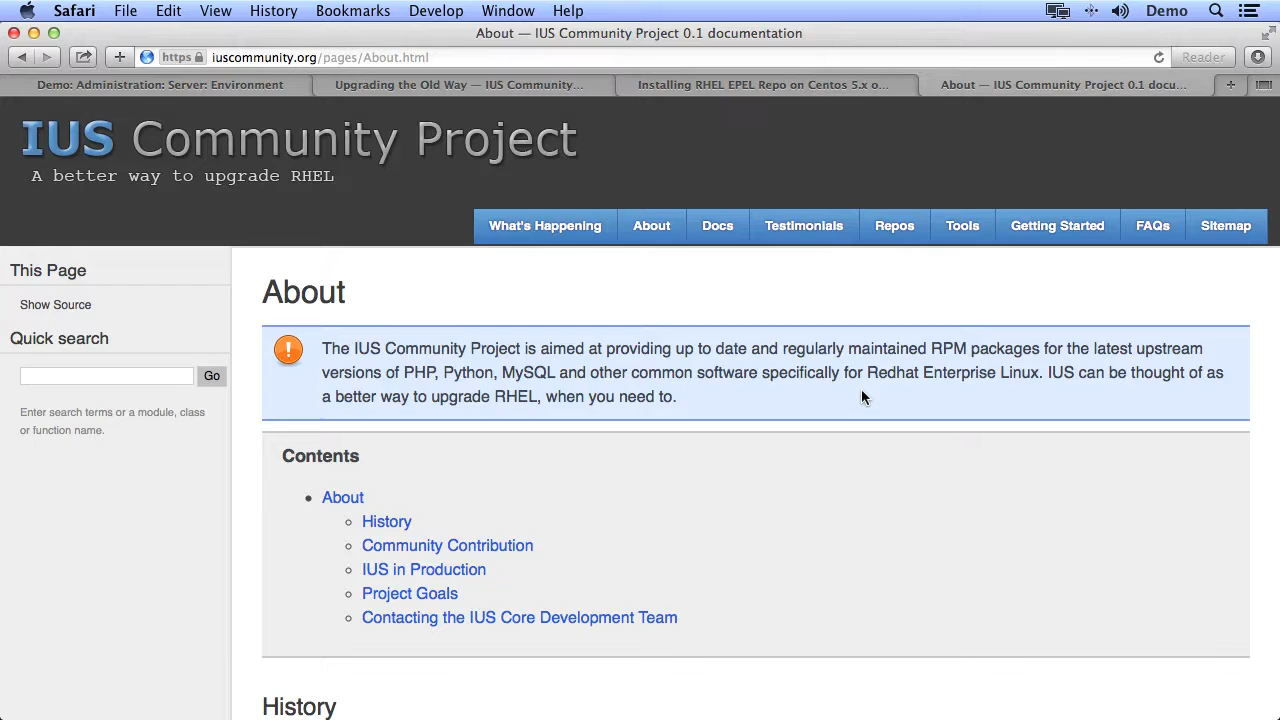 Safari File Edit View History Bookmarks Develop Window Help Demo
About — IUS Community Project 0.1 documentation
https iuscommunity.org/pages/About.html Reader
Demo: Administration: Server: Environment
Upgrading the Old Way — IUS Community...
Installing RHEL EPEL Repo on Centos 5.x o...
About — IUS Community Project 0.1 docu...
IUS Community Project
A better way to upgrade RHEL
What's Happening About Docs Testimonials Repos Tools Getting Started FAQs Sitemap
This Page
Show Source
Quick search
Go
Enter search terms or a module, class
or function name.
About
The IUS Community Project is aimed at providing up to date and regularly maintained RPM packages for the latest upstream
versions of PHP, Python, MySQL and other common software specifically for Redhat Enterprise Linux. IUS can be thought of as
a better way to upgrade RHEL, when you need to.
Contents
About
History
Community Contribution
IUS in Production
Project Goals
Contacting the IUS Core Development Team
History